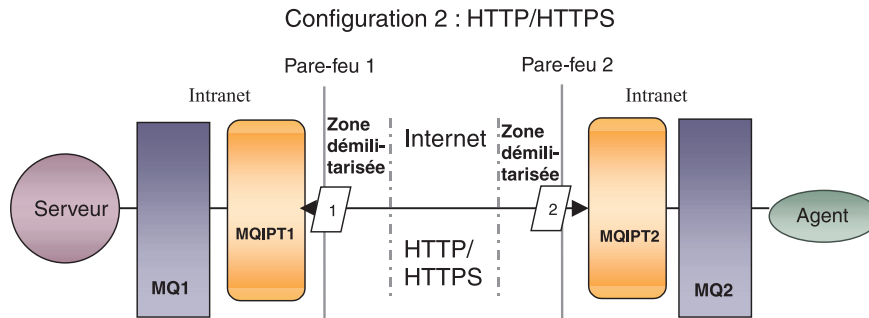 Configuration 2 : HTTP/HTTPS
Pare-feu 1
Pare-feu 2
Intranet
Intranet
Zone
démili-
tarisée
Internet
Zone
démili-
tarisée
Serveur
MQ1
MQIPT1
1
HTTP/
HTTPS
2
MQIPT2
MQ2
Agent